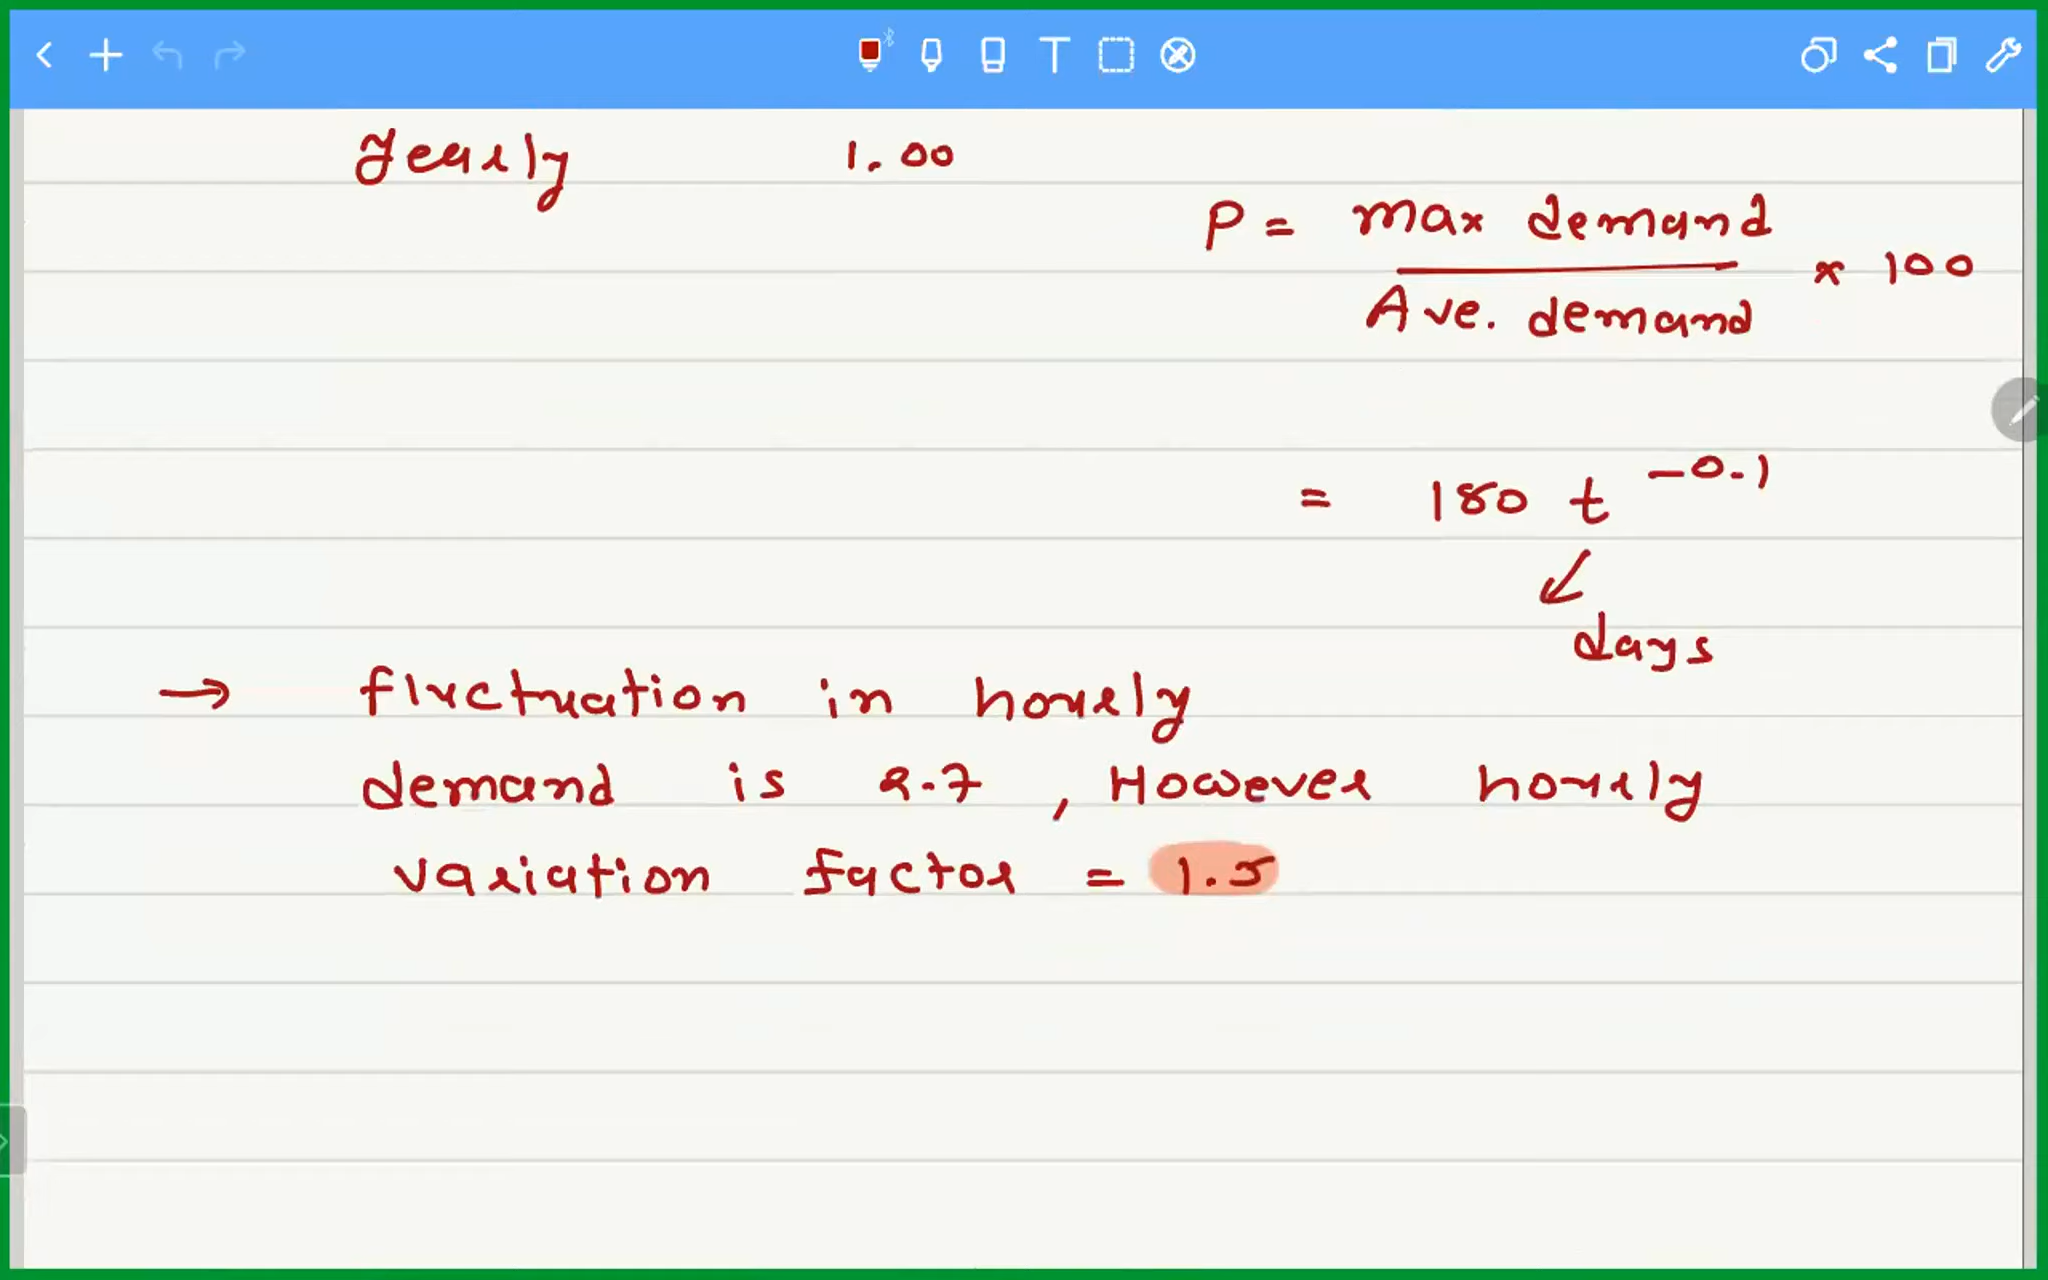 Yearly 1.00
P = max demand / Ave. demand × 100
= 180 t^-0.1
days
→ fluctuation in hourly
demand is 2.7, However hourly
variation factor = 1.5